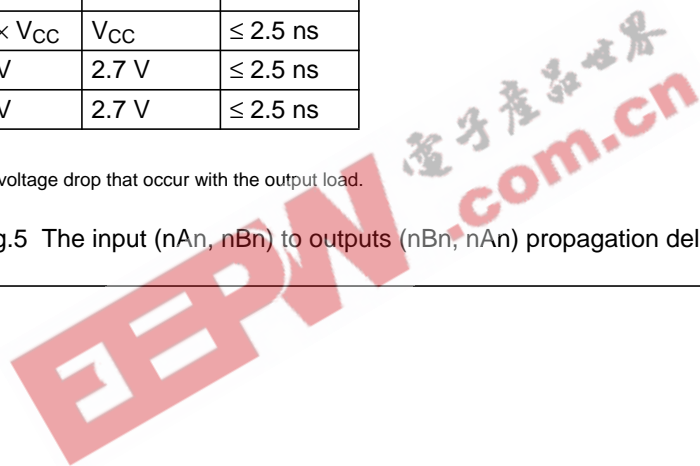 × VCC VCC ≤ 2.5 ns
V 2.7 V ≤ 2.5 ns
V 2.7 V ≤ 2.5 ns
voltage drop that occur with the output load.
g.5 The input (nAn, nBn) to outputs (nBn, nAn) propagation del
EEPW .com.cn
電子產品世界